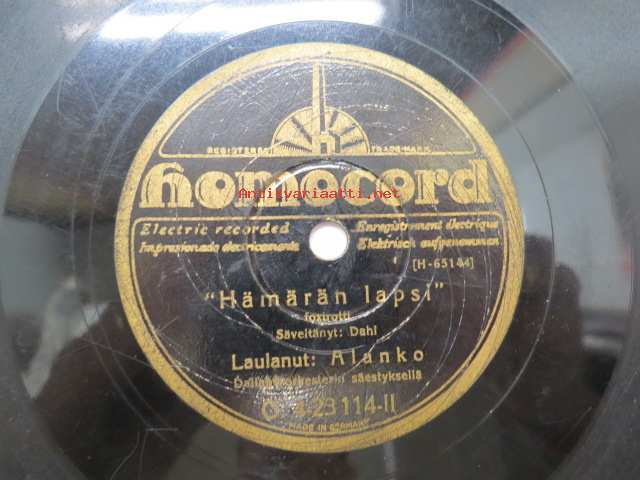 REGISTERED TRADE-MARK
homocord
Antikvariaatti.net
Electric recorded Enregistrement électrique
Impresionado electricamente Elektrisch aufgenommen
[H-65144]
"Hämärän lapsi"
foxtrotti
Säveltänyt: Dahl
Laulanut: Alanko
säestyksellä
O. 4-23114-II
MADE IN GERMANY